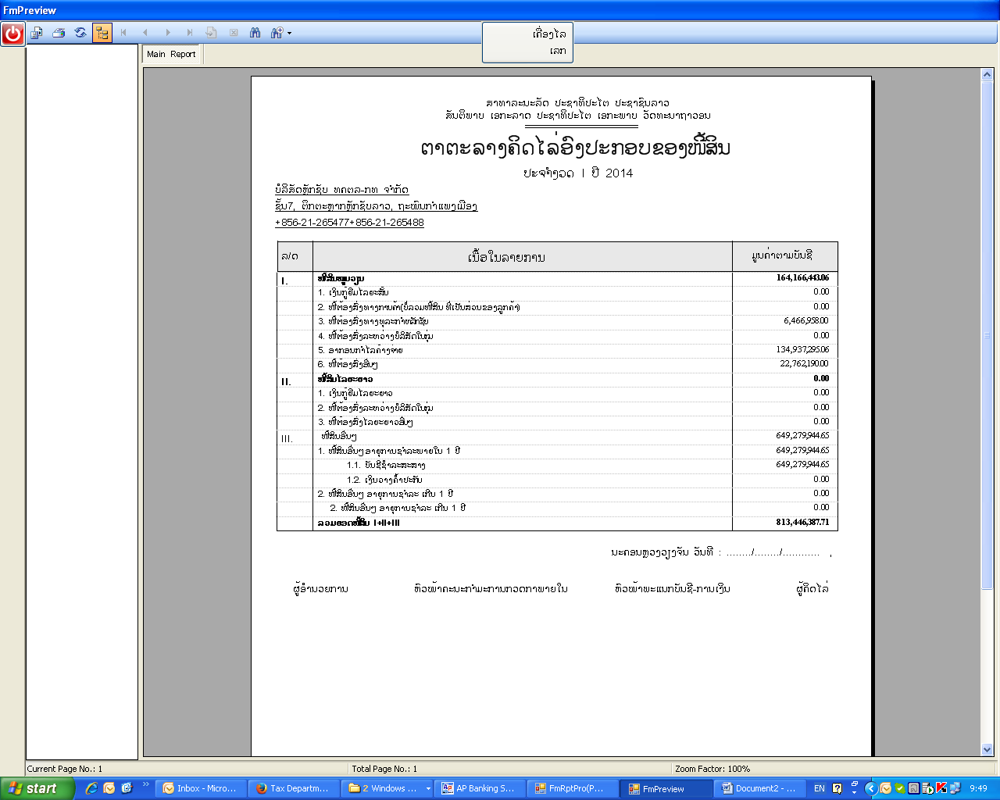 FmPreview
ເຄື່ອງໄລ
ເລກ
Main Report
ສາທາລະນະລັດ ປະຊາທິປະໄຕ ປະຊາຊົນລາວ
ສັນຕິພາບ ເອກະລາດ ປະຊາທິປະໄຕ ເອກະພາບ ວັດທະນາຖາວອນ
ຕາຕະລາງຄິດໄລ່ອົງປະກອບຂອງໜີ້ສິນ
ປະຈຳງວດ I ປີ 2014
ບໍລິສັດຫຼັກຊັບ ທຄຕລ-ກທ ຈຳກັດ
ຊັ້ນ7, ຕຶກຕະຫຼາກຫຼັກຊັບລາວ, ຖະໜົນກຳແພງເມືອງ
+856-21-265477+856-21-265488
ລ/ດ ເນື້ອໃນລາຍການ ມູນຄ່າຕາມບັນຊີ
I. ໜີ້ສິນໝູນວຽນ 164,166,443.06
1. ເງິນກູ້ຢືມໄລຍະສັ້ນ 0.00
2. ໜີ້ຕ້ອງສົ່ງທາງການຄ້າ(ບໍ່ລວມໜີ້ສິນ ທີ່ເປັນສ່ວນຂອງລູກຄ້າ) 0.00
3. ໜີ້ຕ້ອງສົ່ງທາງທຸລະກຳຫລັກຊັບ 6,466,958.00
4. ໜີ້ຕ້ອງສົ່ງລະຫວ່າງບໍລິສັດໃນກຸ່ມ 0.00
5. ອາກອນກຳໄລຄ້າງຈ່າຍ 134,937,295.06
6. ໜີ້ຕ້ອງສົ່ງອື່ນໆ 22,762,190.00
II. ໜີ້ສິນໄລຍະຍາວ 0.00
1. ເງິນກູ້ຢືມໄລຍະຍາວ 0.00
2. ໜີ້ຕ້ອງສົ່ງລະຫວ່າງບໍລິສັດໃນກຸ່ມ 0.00
3. ໜີ້ຕ້ອງສົ່ງໄລຍະຍາວອື່ນໆ 0.00
III. ໜີ້ສິນອື່ນໆ 649,279,944.65
1. ໜີ້ສິນອື່ນໆ ອາຍຸການຊຳລະພາຍໃນ 1 ປີ 649,279,944.65
1.1. ບັນຊີຊຳລະສະສາງ 649,279,944.65
1.2. ເງິນວາງຄ້ຳປະກັນ 0.00
2. ໜີ້ສິນອື່ນໆ ອາຍຸການຊຳລະ ເກີນ 1 ປີ 0.00
2. ໜີ້ສິນອື່ນໆ ອາຍຸການຊຳລະ ເກີນ 1 ປີ 0.00
ລວມຍອດໜີ້ສິນ I+II+III 813,446,387.71
ນະຄອນຫຼວງວຽງຈັນ ວັນທີ : ......../......../............
ຜູ້ອຳນວຍການ ຫົວໜ້າຄະນະກຳມະການກວດກາພາຍໃນ ຫົວໜ້າພະແນກບັນຊີ-ການເງິນ ຜູ້ຄິດໄລ່
Current Page No.: 1 Total Page No.: 1 Zoom Factor: 100%
start Inbox - Micro... Tax Departm... 2 Windows ... AP Banking S... FmRptPro(P... FmPreview Document2 - ... EN 9:49